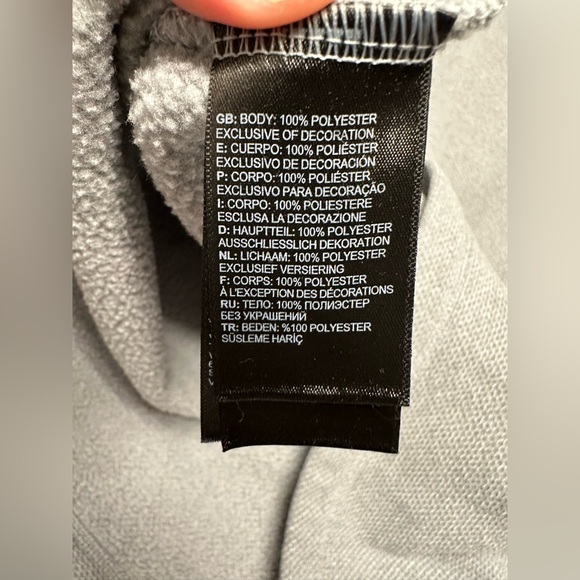 GB: BODY: 100% POLYESTER
EXCLUSIVE OF DECORATION
E: CUERPO: 100% POLIÉSTER
EXCLUSIVO DE DECORACIÓN
P: CORPO: 100% POLIÉSTER
EXCLUSIVO PARA DECORAÇÃO
I: CORPO: 100% POLIESTERE
ESCLUSA LA DECORAZIONE
D: HAUPTTEIL: 100% POLYESTER
AUSSCHLIESSLICH DEKORATION
NL: LICHAAM: 100% POLYESTER
EXCLUSIEF VERSIERING
F: CORPS: 100% POLYESTER
À L'EXCEPTION DES DÉCORATIONS
RU: ТЕЛО: 100% ПОЛИЭСТЕР
БЕЗ УКРАШЕНИЙ
TR: BEDEN: %100 POLYESTER
SÜSLEME HARİÇ